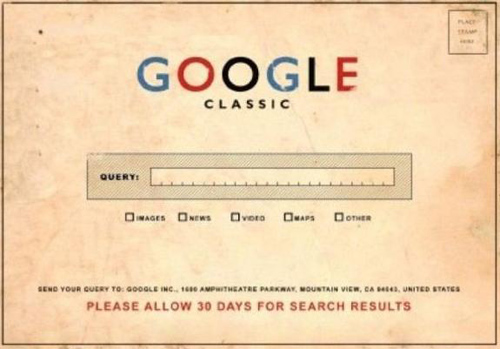 PLACE
STAMP
HERE
GOOGLE
CLASSIC
QUERY:
IMAGES NEWS VIDEO MAPS OTHER
SEND YOUR QUERY TO: GOOGLE INC., 1600 AMPHITHEATRE PARKWAY, MOUNTAIN VIEW, CA 94043, UNITED STATES
PLEASE ALLOW 30 DAYS FOR SEARCH RESULTS